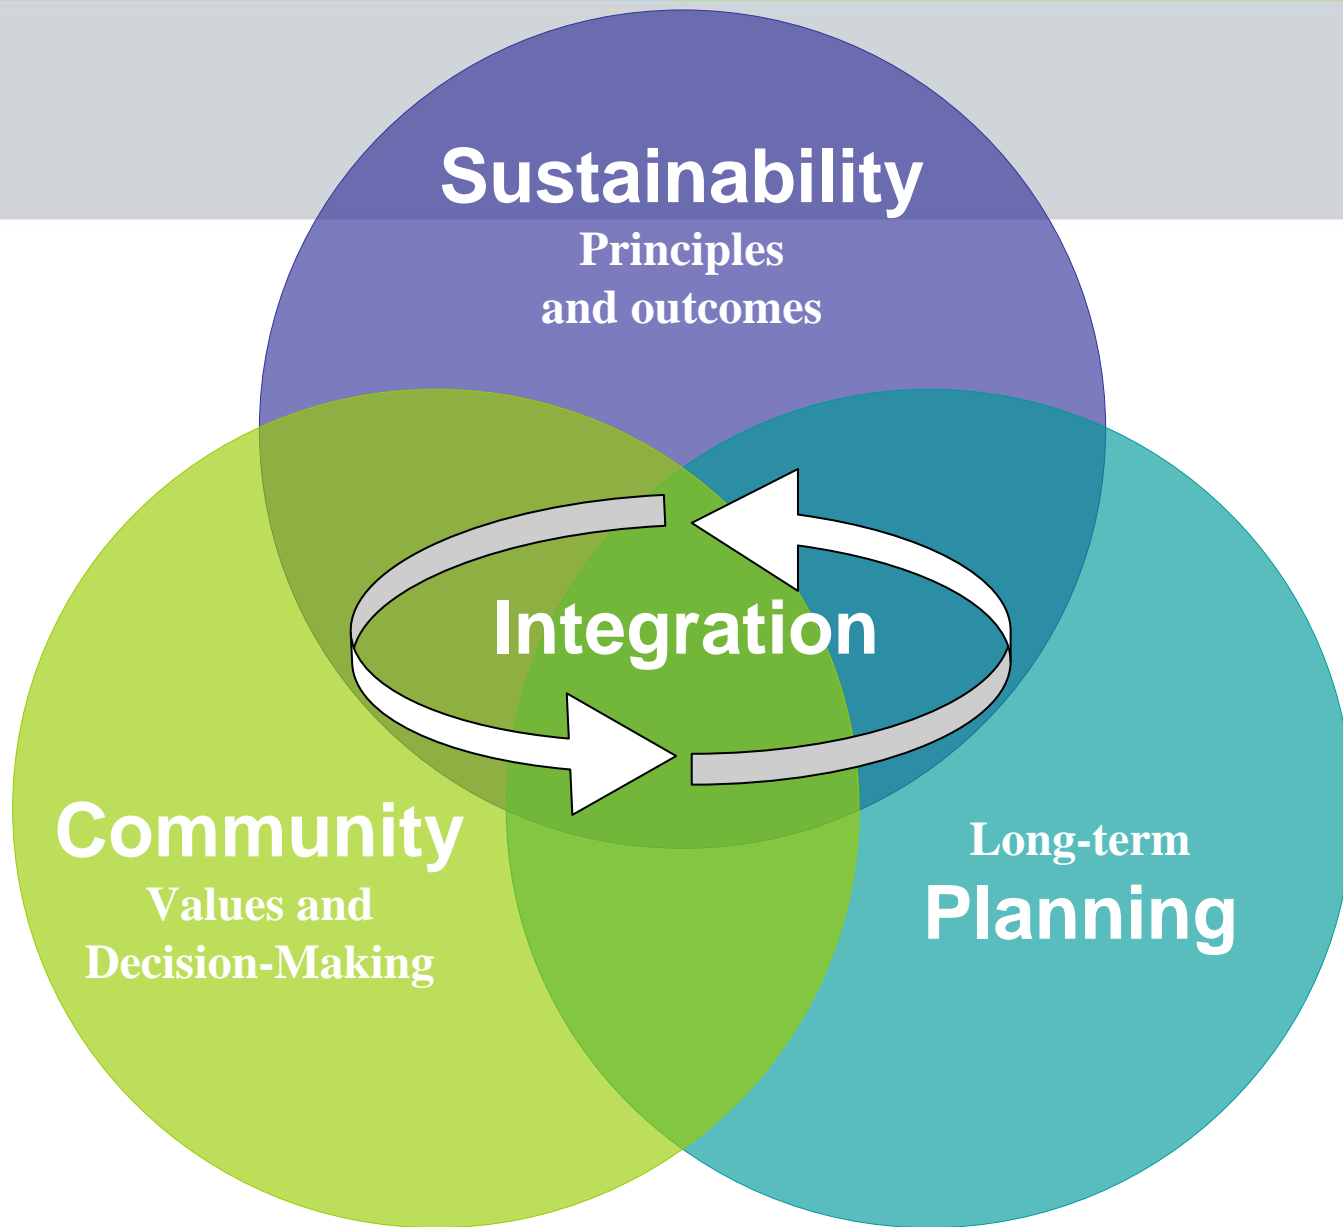 Sustainability
Principles
and outcomes
Integration
Community
Values and
Decision-Making
Long-term
Planning